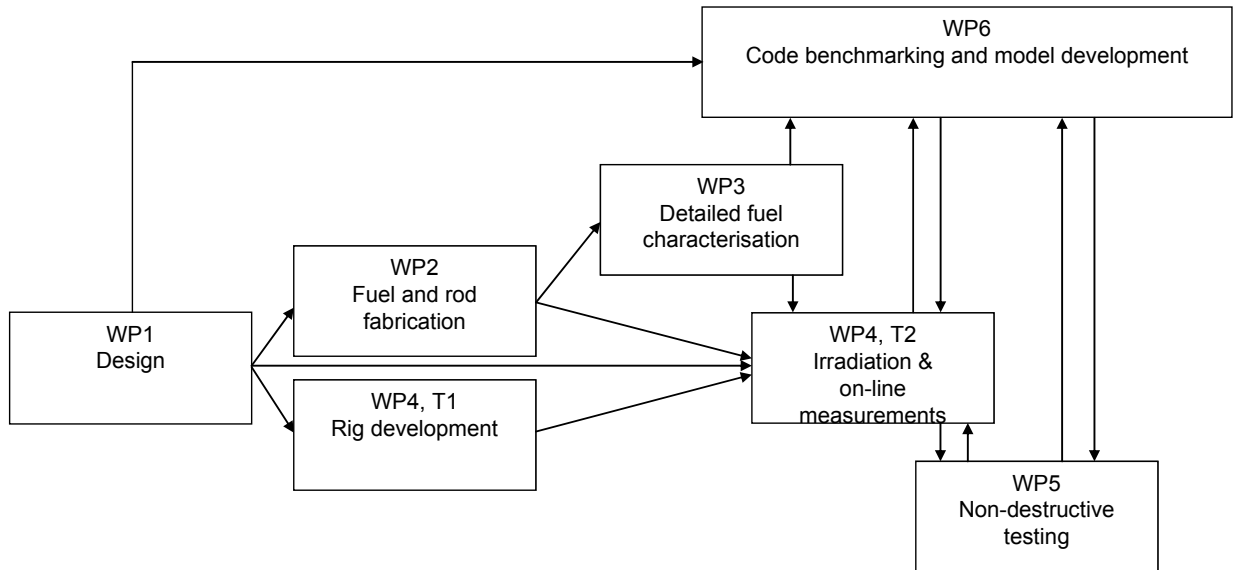 WP6
Code benchmarking and model development
WP3
Detailed fuel
characterisation
WP2
Fuel and rod
fabrication
WP1
Design
WP4, T2
Irradiation &
on-line
measurements
WP4, T1
Rig development
WP5
Non-destructive
testing